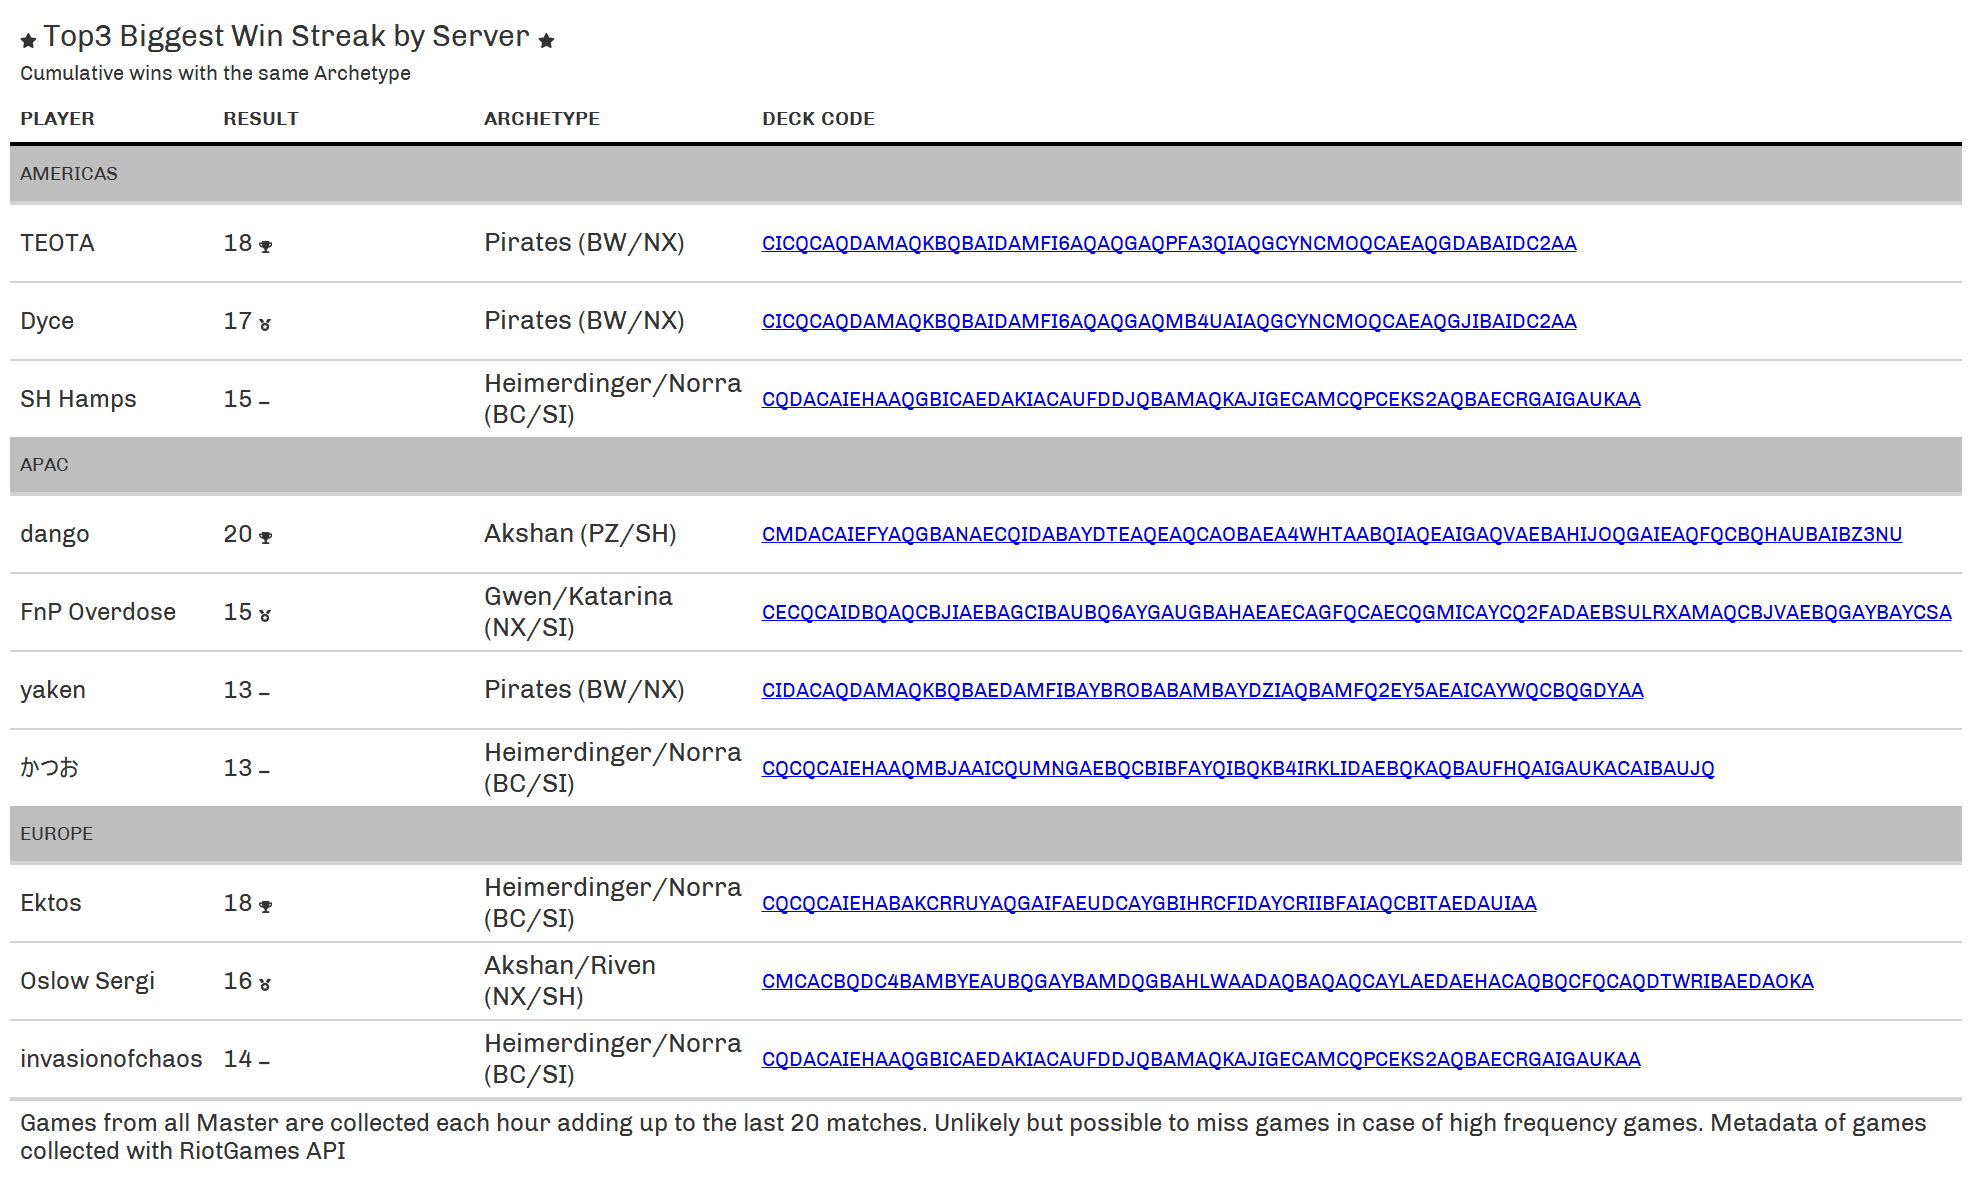 ★ Top3 Biggest Win Streak by Server ★
Cumulative wins with the same Archetype
PLAYER RESULT ARCHETYPE DECK CODE
AMERICAS
TEOTA 18 Pirates (BW/NX) CICQCAQDAMAQKBQBAIDAMFI6AQAQGAQPFA3QIAQGCYNCMOQCAEAQGDABAIDC2AA
Dyce 17 Pirates (BW/NX) CICQCAQDAMAQKBQBAIDAMFI6AQAQGAQMB4UAIAQGCYNCMOQCAEAQGJIBAIDC2AA
SH Hamps 15 – Heimerdinger/Norra (BC/SI) CQDACAIEHAAQGBICAEDAKIACAUFDDJQBAMAQKAJIGECAMCQPCEKS2AQBAECRGAIGAUKAA
APAC
dango 20 Akshan (PZ/SH) CMDACAIEFYAQGBANAECQIDABAYDTEAQEAQCAOBAEA4WHTAABQIAQEAIGAQVAEBAHIJOQGAIEAQFQCBQHAUBAIBZ3NU
FnP Overdose 15 Gwen/Katarina (NX/SI) CECQCAIDBQAQCBJIAEBAGCIBAUBQ6AYGAUGBAHAEAECAGFQCAECQGMICAYCQ2FADAEBSULRXAMAQCBJVAEBQGAYBAYCSA
yaken 13 – Pirates (BW/NX) CIDACAQDAMAQKBQBAEDAMFIBAYBROBABAMBAYDZIAQBAMFQ2EY5AEAICAYWQCBQGDYAA
かつお 13 – Heimerdinger/Norra (BC/SI) CQCQCAIEHAAQMBJAAICQUMNGAEBQCBIBFAYQIBQKB4IRKLIDAEBQKAQBAUFHQAIGAUKACAIBAUJQ
EUROPE
Ektos 18 Heimerdinger/Norra (BC/SI) CQCQCAIEHABAKCRRUYAQGAIFAEUDCAYGBIHRCFIDAYCRIIBFAIAQCBITAEDAUIAA
Oslow Sergi 16 Akshan/Riven (NX/SH) CMCACBQDC4BAMBYEAUBQGAYBAMDQGBAHLWAADAQBAQAQCAYLAEDAEHACAQBQCFQCAQDTWRIBAEDAOKA
invasionofchaos 14 – Heimerdinger/Norra (BC/SI) CQDACAIEHAAQGBICAEDAKIACAUFDDJQBAMAQKAJIGECAMCQPCEKS2AQBAECRGAIGAUKAA
Games from all Master are collected each hour adding up to the last 20 matches. Unlikely but possible to miss games in case of high frequency games. Metadata of games
collected with RiotGames API